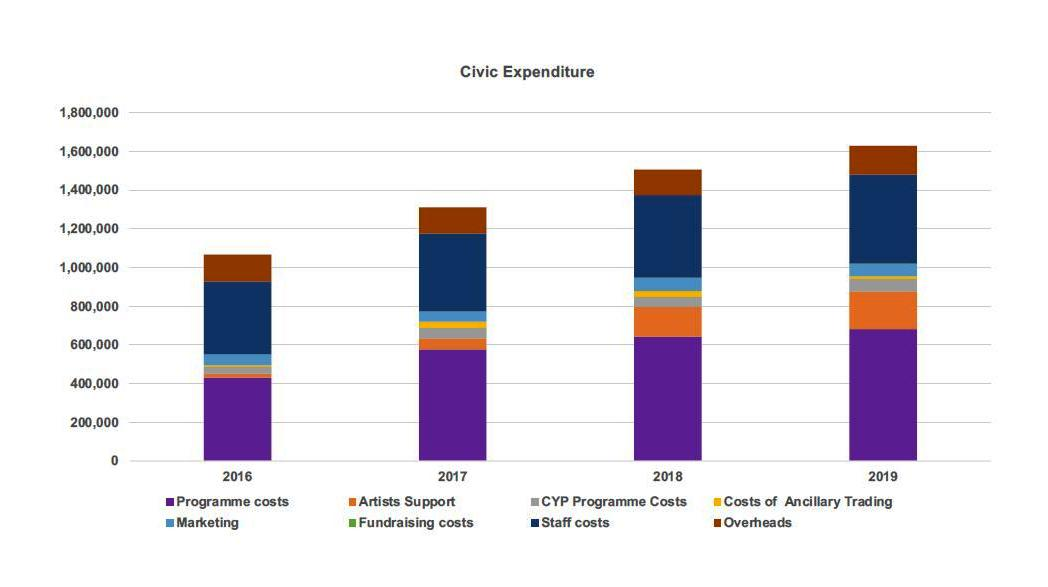 Civic Expenditure
1,800,000
1,600,000
1,400,000
1,200,000
1,000,000
800,000
600,000
400,000
200,000
0
2016 2017 2018 2019
Programme costs Artists Support CYP Programme Costs Costs of Ancillary Trading
Marketing Fundraising costs Staff costs Overheads